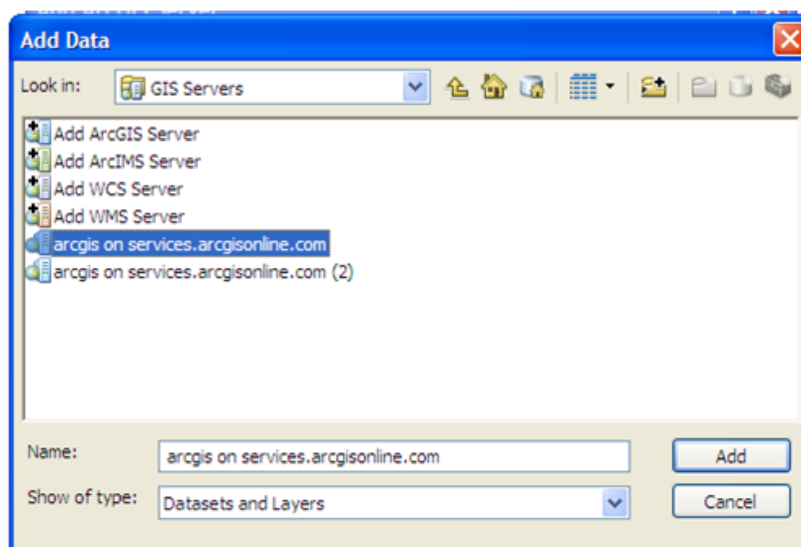 Add Data
Look in: GIS Servers
Add ArcGIS Server
Add ArcIMS Server
Add WCS Server
Add WMS Server
arcgis on services.arcgisonline.com
arcgis on services.arcgisonline.com (2)
Name: arcgis on services.arcgisonline.com Add
Show of type: Datasets and Layers Cancel